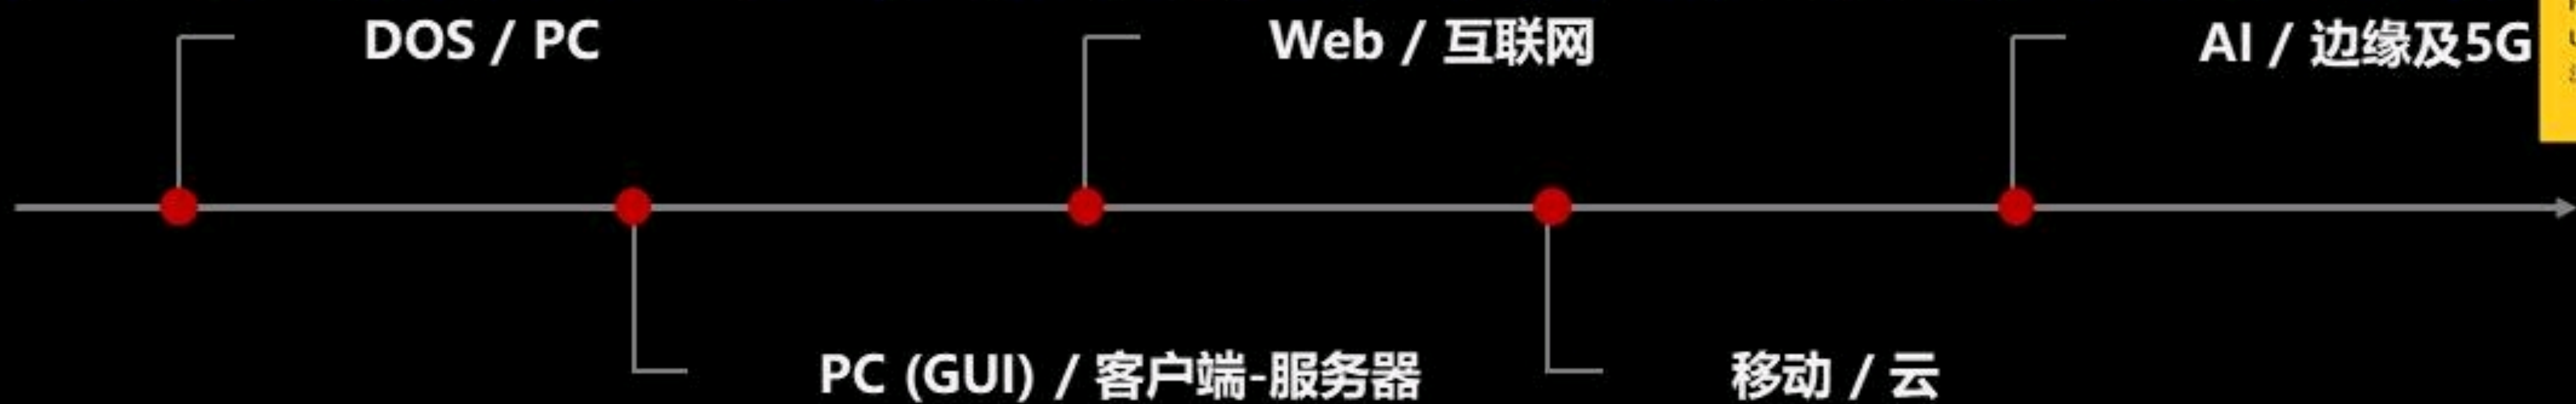 DOS / PC
Web / 互联网
AI / 边缘及5G
PC (GUI) / 客户端-服务器
移动 / 云